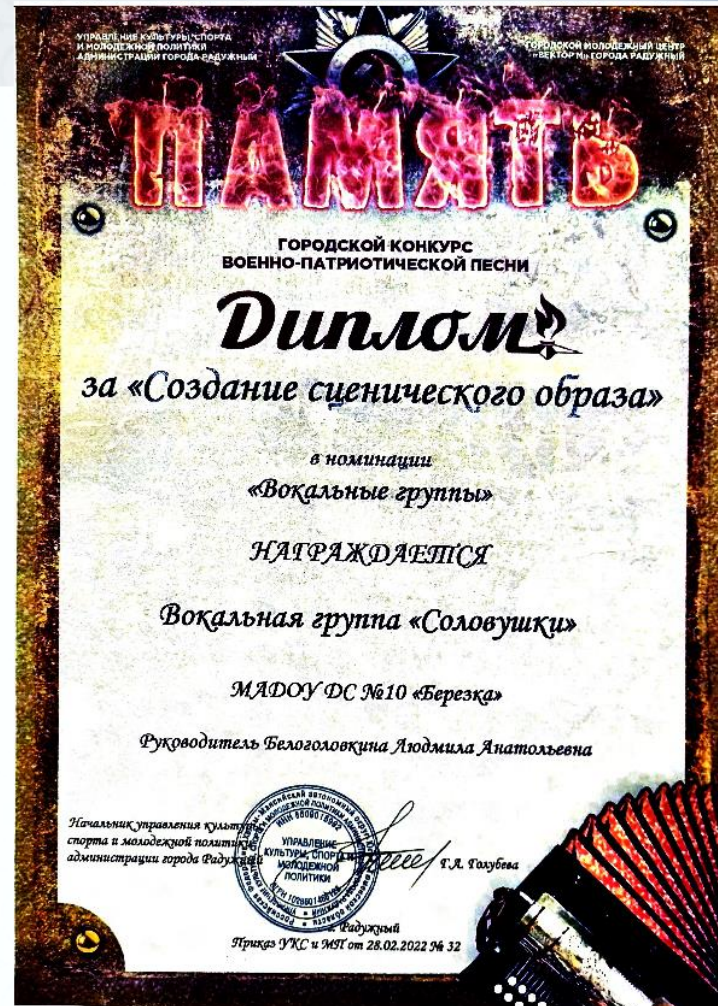 УПРАВЛЕНИЕ КУЛЬТУРЫ, СПОРТА
И МОЛОДЕЖНОЙ ПОЛИТИКИ
АДМИНИСТРАЦИИ ГОРОДА РАДУЖНЫЙ
ГОРОДСКОЙ МОЛОДЕЖНЫЙ ЦЕНТР
«ВЕКТОР М» ГОРОДА РАДУЖНЫЙ
ПАМЯТЬ
ГОРОДСКОЙ КОНКУРС
ВОЕННО-ПАТРИОТИЧЕСКОЙ ПЕСНИ
Диплом
за «Создание сценического образа»
в номинации
«Вокальные группы»
НАГРАЖДАЕТСЯ
Вокальная группа «Соловушки»
МАДОУ ДС №10 «Березка»
Руководитель Белоголовкина Людмила Анатольевна
Начальник управления культуры
спорта и молодежной политики
администрации города Радужный
Г.А. Голубева
УПРАВЛЕНИЕ
КУЛЬТУРЫ, СПОРТА И
МОЛОДЕЖНОЙ
ПОЛИТИКИ
г. Радужный
Приказ УКС и МП от 28.02.2022 № 32